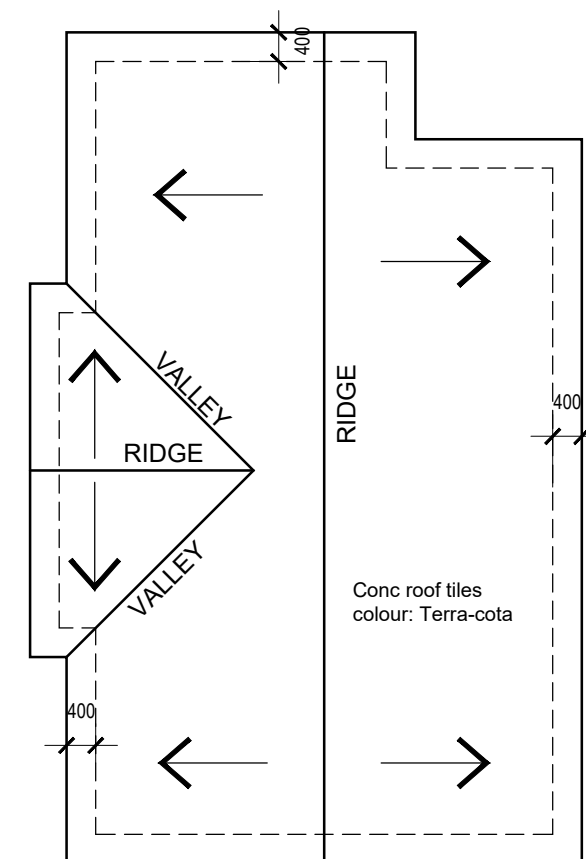 400
VALLEY
RIDGE
RIDGE
400
VALLEY
Conc roof tiles
colour: Terra-cota
400